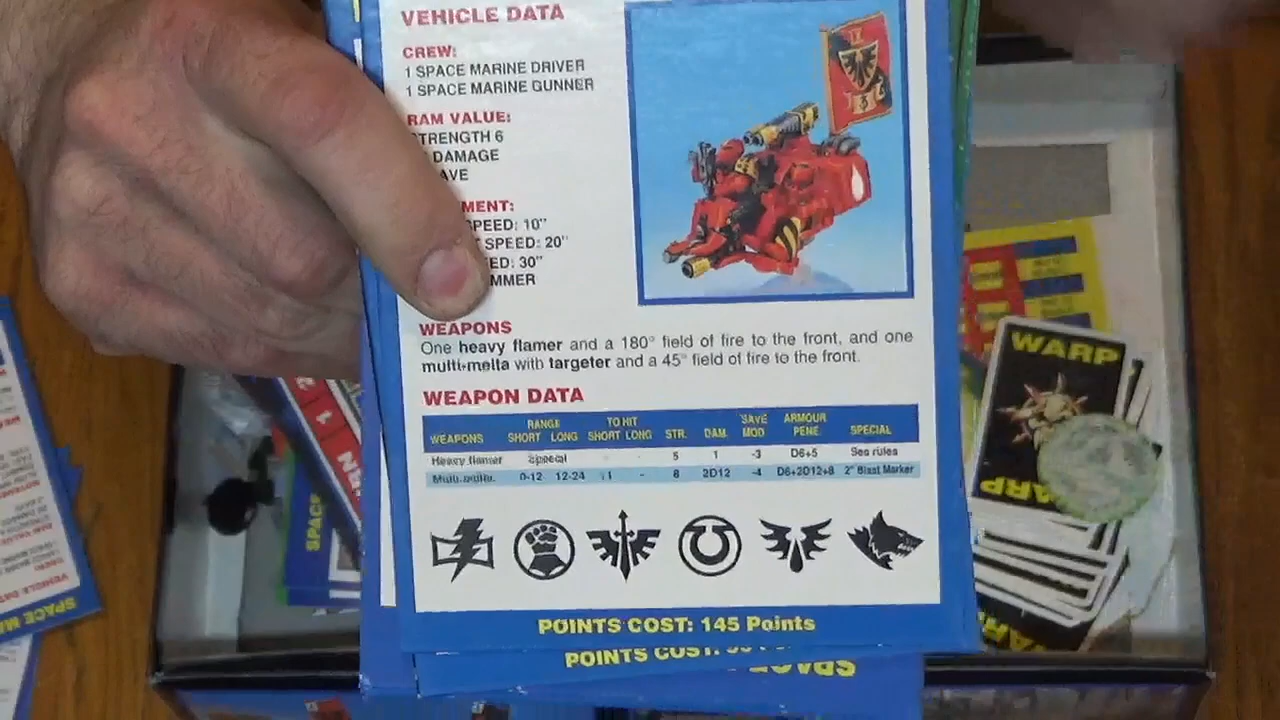 VEHICLE DATA
CREW:
1 SPACE MARINE DRIVER
1 SPACE MARINE GUNNER
RAM VALUE:
TRENGTH 6
DAMAGE
AVE
MENT:
SPEED: 10"
SPEED: 20"
ED: 30"
MMER
WEAPONS
One heavy flamer and a 180° field of fire to the front, and one
multi-melta with targeter and a 45° field of fire to the front.
WEAPON DATA
RANGE TO HIT SAVE ARMOUR
WEAPONS SHORT LONG SHORT LONG STR. DAM. MOD PENE. SPECIAL
Heavy flamer Special - - 5 1 -3 D6+5 See rules
Multi-melta 0-12 12-24 - 8 2D12 -4 D6+2D12+8 2" Blast Marker
POINTS COST: 145 Points
POINTS COST:
SPACE
WARP
WARP
SPACE
VEHICLE DATA
SPACE M